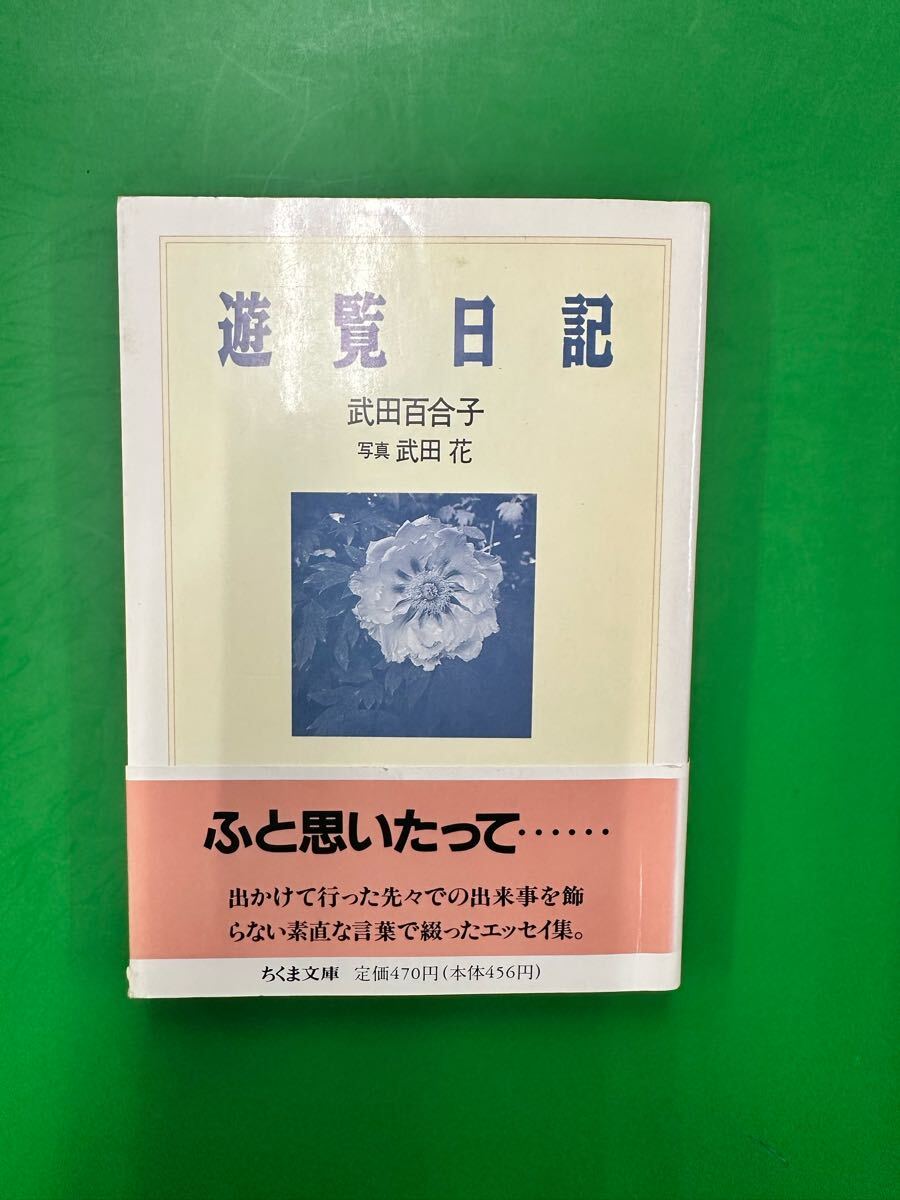 遊覧日記
武田百合子
写真 武田 花
ふと思いたって……
出かけて行った先々での出来事を飾
らない素直な言葉で綴ったエッセイ集。
ちくま文庫 定価470円(本体456円)